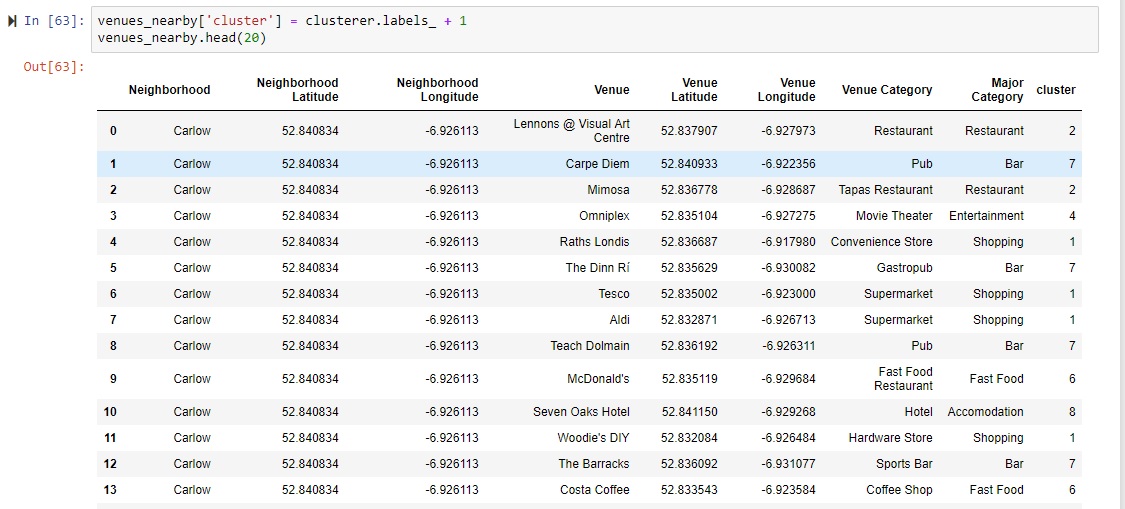 In [63]: venues_nearby['cluster'] = clusterer.labels_ + 1
venues_nearby.head(20)
Out[63]:
Neighborhood Neighborhood Latitude Neighborhood Longitude Venue Venue Latitude Venue Longitude Venue Category Major Category cluster
0 Carlow 52.840834 -6.926113 Lennons @ Visual Art Centre 52.837907 -6.927973 Restaurant Restaurant 2
1 Carlow 52.840834 -6.926113 Carpe Diem 52.840933 -6.922356 Pub Bar 7
2 Carlow 52.840834 -6.926113 Mimosa 52.836778 -6.928687 Tapas Restaurant Restaurant 2
3 Carlow 52.840834 -6.926113 Omniplex 52.835104 -6.927275 Movie Theater Entertainment 4
4 Carlow 52.840834 -6.926113 Raths Londis 52.836687 -6.917980 Convenience Store Shopping 1
5 Carlow 52.840834 -6.926113 The Dinn Rí 52.835629 -6.930082 Gastropub Bar 7
6 Carlow 52.840834 -6.926113 Tesco 52.835002 -6.923000 Supermarket Shopping 1
7 Carlow 52.840834 -6.926113 Aldi 52.832871 -6.926713 Supermarket Shopping 1
8 Carlow 52.840834 -6.926113 Teach Dolmain 52.836192 -6.926311 Pub Bar 7
9 Carlow 52.840834 -6.926113 McDonald's 52.835119 -6.929684 Fast Food Restaurant Fast Food 6
10 Carlow 52.840834 -6.926113 Seven Oaks Hotel 52.841150 -6.929268 Hotel Accomodation 8
11 Carlow 52.840834 -6.926113 Woodie's DIY 52.832084 -6.926484 Hardware Store Shopping 1
12 Carlow 52.840834 -6.926113 The Barracks 52.836092 -6.931077 Sports Bar Bar 7
13 Carlow 52.840834 -6.926113 Costa Coffee 52.833543 -6.923584 Coffee Shop Fast Food 6